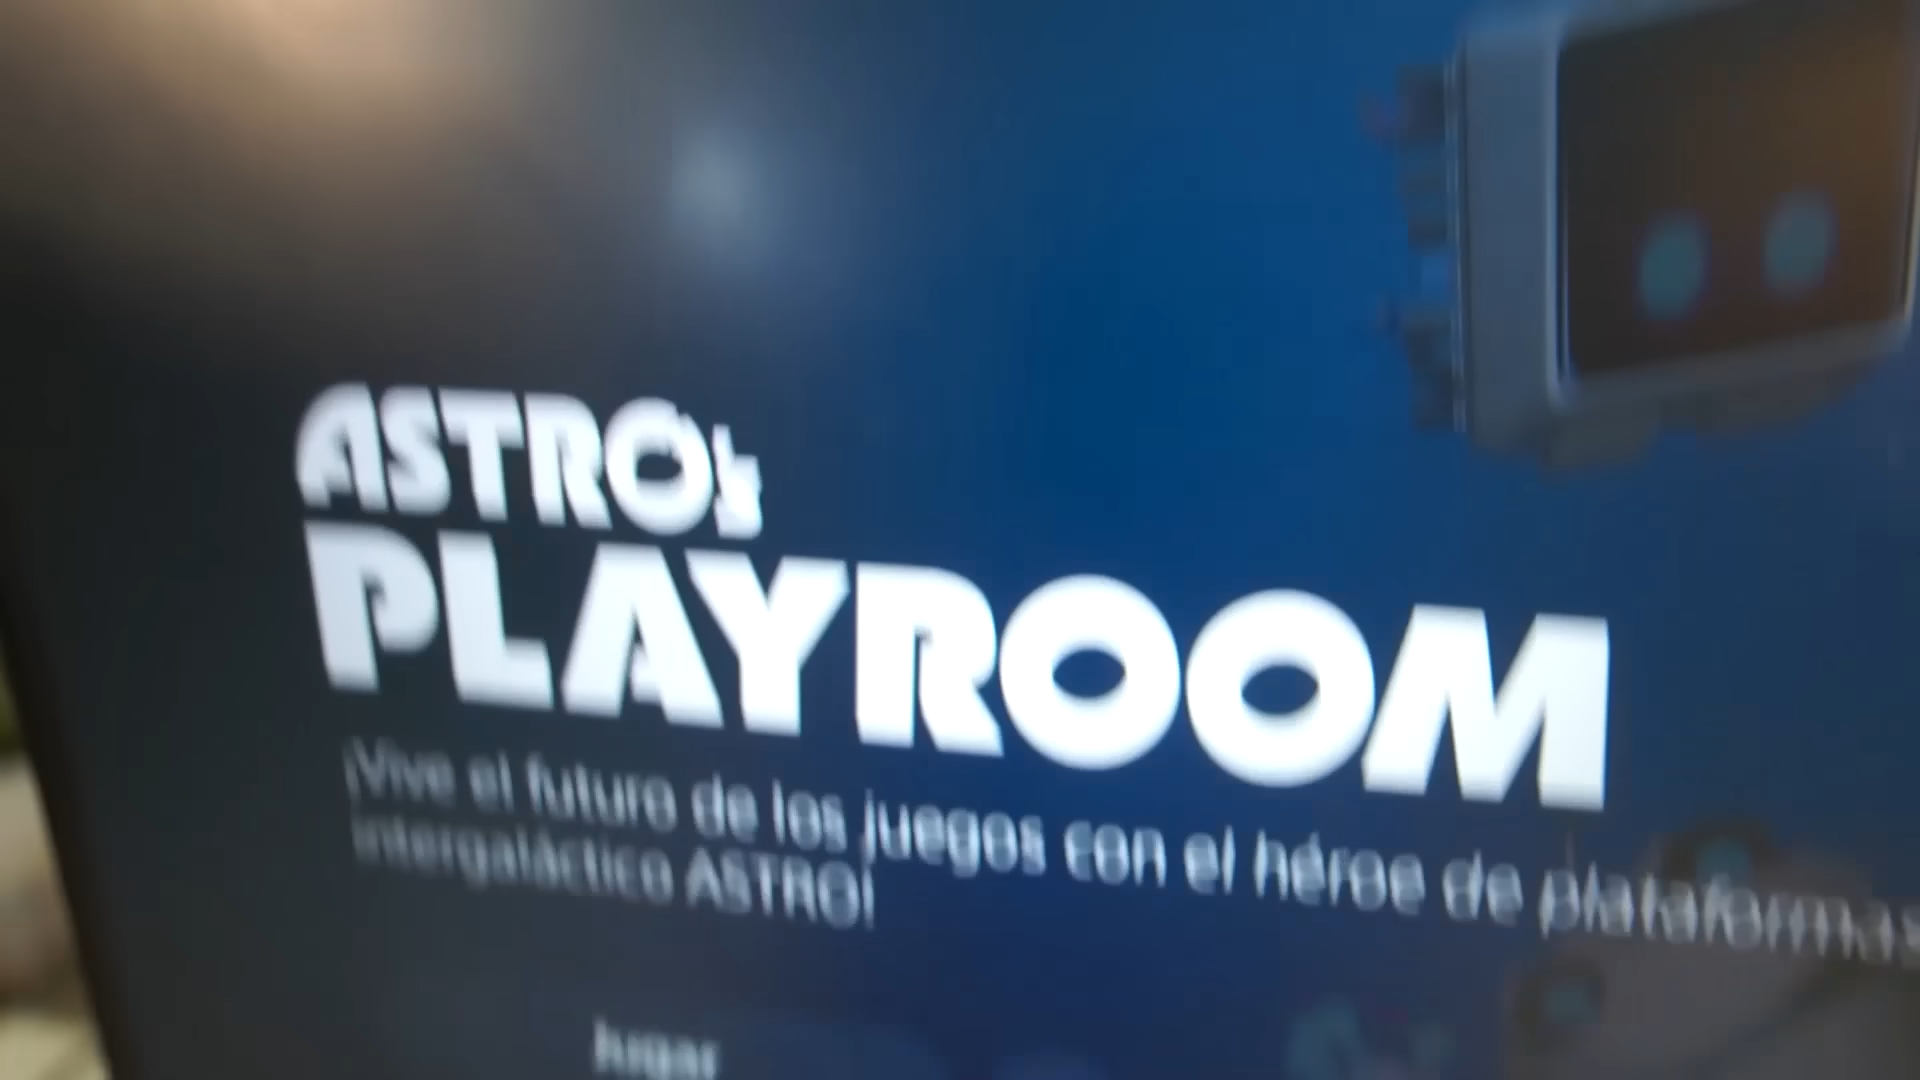 ASTRO's
PLAYROOM
¡Vive el futuro de los juegos con el héroe de plataformas
intergaláctico ASTRO!
Jugar